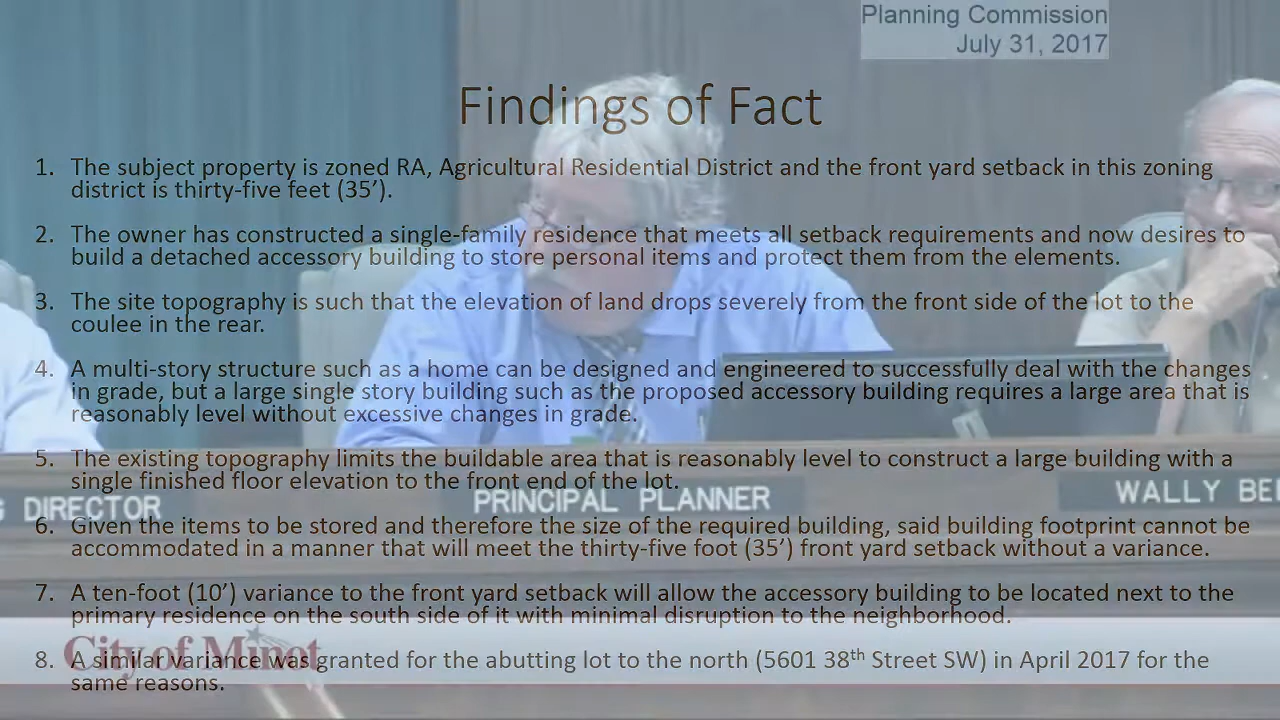 Planning Commission
July 31, 2017
Findings of Fact
1. The subject property is zoned RA, Agricultural Residential District and the front yard setback in this zoning
district is thirty-five feet (35’).
2. The owner has constructed a single-family residence that meets all setback requirements and now desires to
build a detached accessory building to store personal items and protect them from the elements.
3. The site topography is such that the elevation of land drops severely from the front side of the lot to the
coulee in the rear.
4. A multi-story structure such as a home can be designed and engineered to successfully deal with the changes
in grade, but a large single story building such as the proposed accessory building requires a large area that is
reasonably level without excessive changes in grade.
5. The existing topography limits the buildable area that is reasonably level to construct a large building with a
single finished floor elevation to the front end of the lot.
DIRECTOR
PRINCIPAL PLANNER
WALLY BE
6. Given the items to be stored and therefore the size of the required building, said building footprint cannot be
accommodated in a manner that will meet the thirty-five foot (35’) front yard setback without a variance.
7. A ten-foot (10’) variance to the front yard setback will allow the accessory building to be located next to the
primary residence on the south side of it with minimal disruption to the neighborhood.
City of Minot
8. A similar variance was granted for the abutting lot to the north (5601 38th Street SW) in April 2017 for the
same reasons.